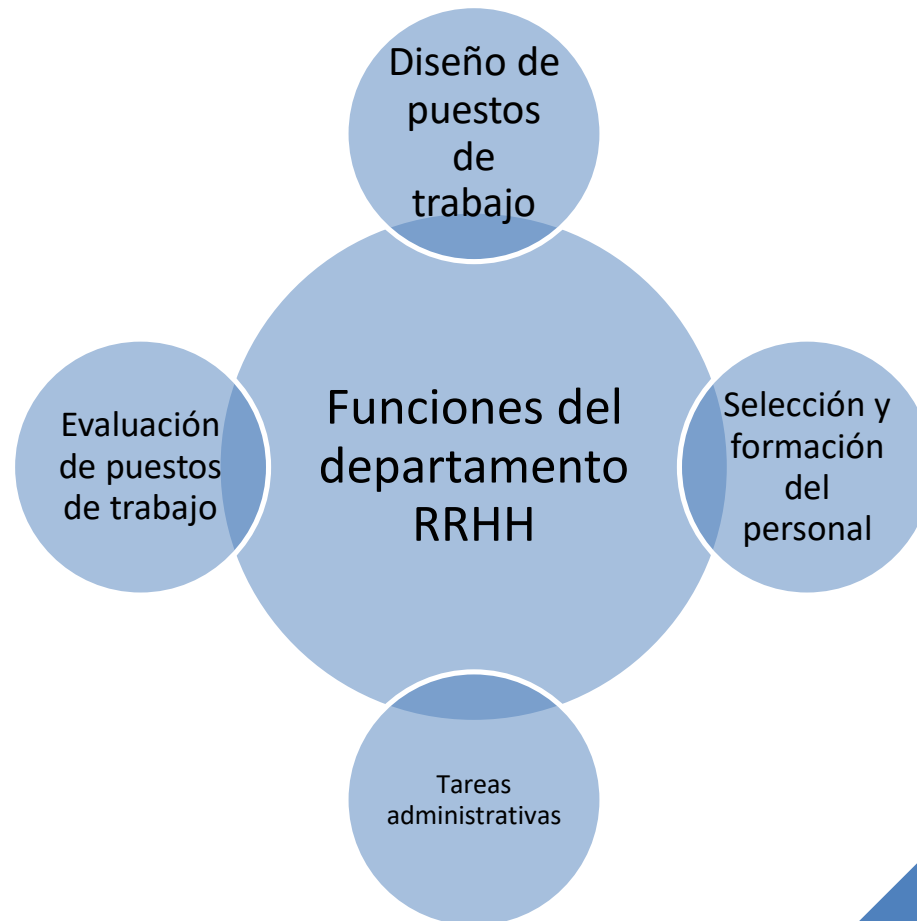 Diseño de
puestos
de
trabajo
Funciones del
departamento
RRHH
Selección y
formación
del
personal
Tareas
administrativas
Evaluación
de puestos
de trabajo